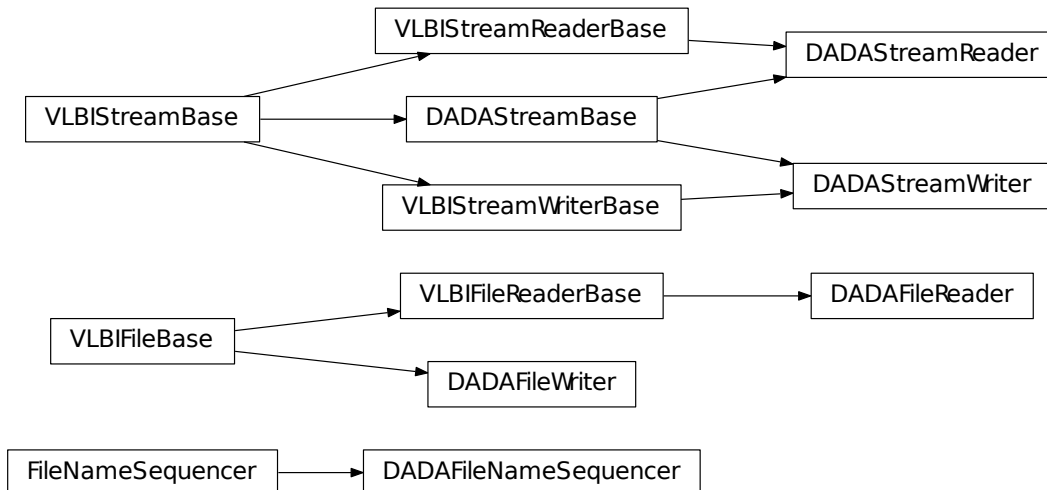 VLBIStreamReaderBase
DADAStreamReader
VLBIStreamBase
DADAStreamBase
DADAStreamWriter
VLBIStreamWriterBase
VLBIFileReaderBase
DADAFileReader
VLBIFileBase
DADAFileWriter
FileNameSequencer
DADAFileNameSequencer